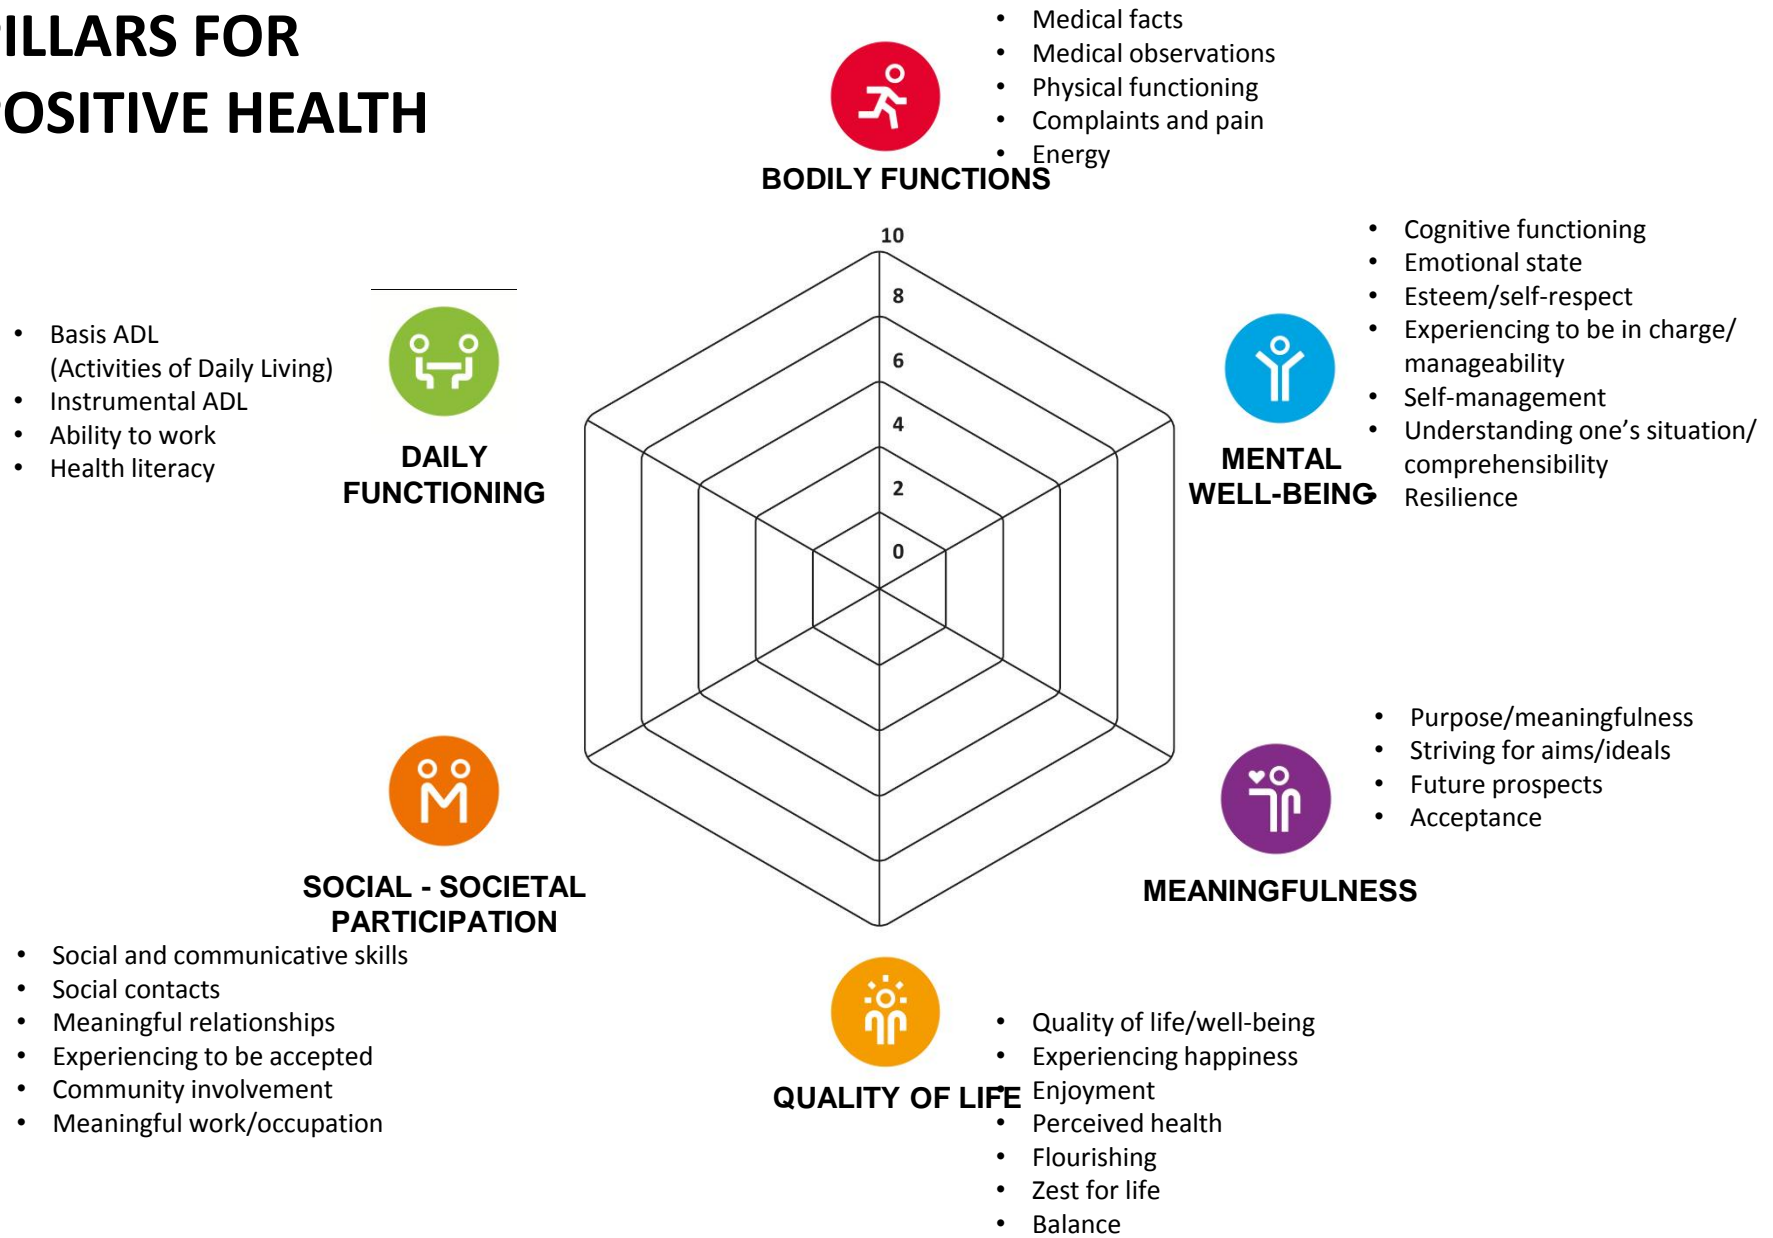 ILLARS FOR
OSITIVE HEALTH
• Medical facts
• Medical observations
• Physical functioning
• Complaints and pain
• Energy
BODILY FUNCTIONS
10
8
6
4
2
0
• Cognitive functioning
• Emotional state
• Esteem/self-respect
• Experiencing to be in charge/
manageability
• Self-management
• Understanding one’s situation/
comprehensibility
• Resilience
MENTAL
WELL-BEING
• Basis ADL
(Activities of Daily Living)
• Instrumental ADL
• Ability to work
• Health literacy
DAILY
FUNCTIONING
• Purpose/meaningfulness
• Striving for aims/ideals
• Future prospects
• Acceptance
MEANINGFULNESS
SOCIAL - SOCIETAL
PARTICIPATION
• Social and communicative skills
• Social contacts
• Meaningful relationships
• Experiencing to be accepted
• Community involvement
• Meaningful work/occupation
QUALITY OF LIFE
• Quality of life/well-being
• Experiencing happiness
• Enjoyment
• Perceived health
• Flourishing
• Zest for life
• Balance